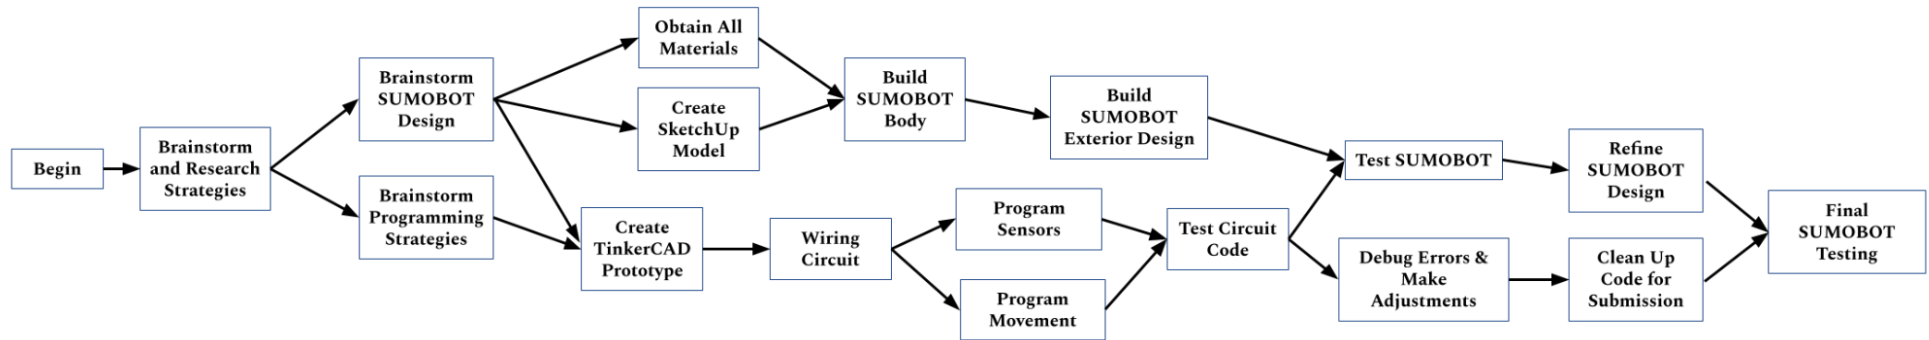 Begin
Brainstorm
and Research
Strategies
Brainstorm
SUMOBOT
Design
Brainstorm
Programming
Strategies
Obtain All
Materials
Create
SketchUp
Model
Create
TinkerCAD
Prototype
Build
SUMOBOT
Body
Wiring
Circuit
Build
SUMOBOT
Exterior Design
Program
Sensors
Program
Movement
Test Circuit
Code
Test SUMOBOT
Debug Errors &
Make
Adjustments
Refine
SUMOBOT
Design
Clean Up
Code for
Submission
Final
SUMOBOT
Testing